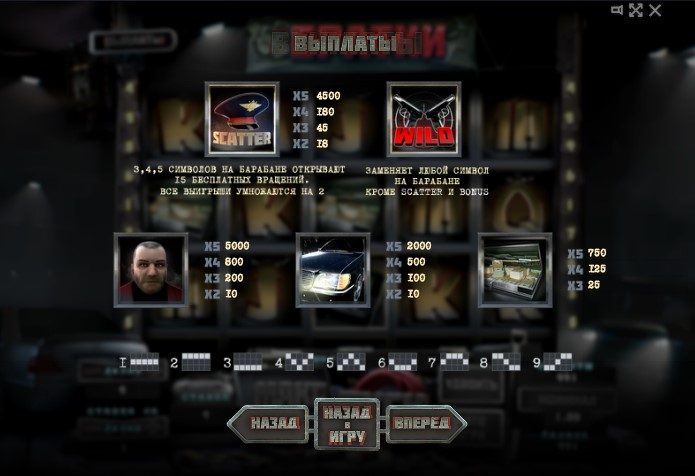 ВЫПЛАТЫ
SCATTER
X5 4500
X4 180
X3 45
X2 18
WILD
3,4,5 СИМВОЛОВ НА БАРАБАНЕ ОТКРЫВАЮТ
15 БЕСПЛАТНЫХ ВРАЩЕНИЙ.
ВСЕ ВЫИГРЫШИ УМНОЖАЮТСЯ НА 2
ЗАМЕНЯЕТ ЛЮБОЙ СИМВОЛ
НА БАРАБАНЕ
КРОМЕ SCATTER И BONUS
X5 5000
X4 800
X3 200
X2 10
X5 2000
X4 500
X3 100
X2 10
X5 750
X4 125
X3 25
1 2 3 4 5 6 7 8 9
НАЗАД
НАЗАД
В
ИГРУ
ВПЕРЕД